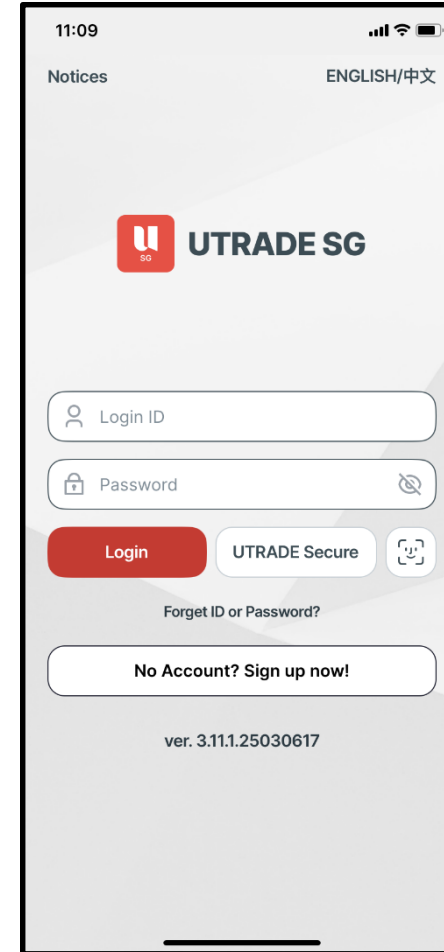 11:09
Notices
ENGLISH/中文
U
SG
UTRADE SG
Login ID
Password
Login
UTRADE Secure
Forget ID or Password?
No Account? Sign up now!
ver. 3.11.1.25030617